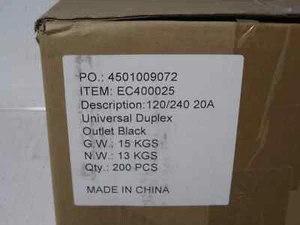 PO.: 4501009072
ITEM: EC400025
Description:120/240 20A
Universal Duplex
Outlet Black
G.W.: 15 KGS
N.W.: 13 KGS
Qty.: 200 PCS
MADE IN CHINA